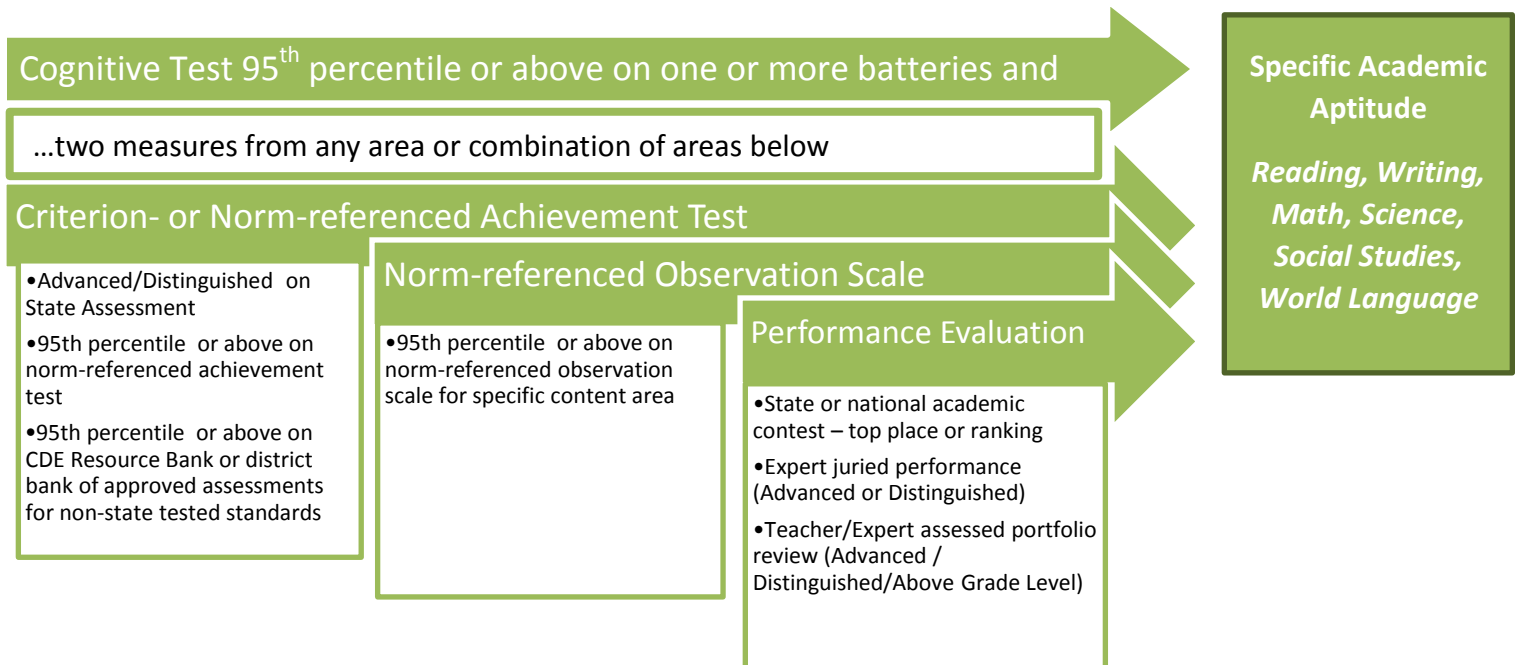 Cognitive Test 95th percentile or above on one or more batteries and
...two measures from any area or combination of areas below
Criterion- or Norm-referenced Achievement Test
•Advanced/Distinguished on
State Assessment
•95th percentile or above on
norm-referenced achievement
test
•95th percentile or above on
CDE Resource Bank or district
bank of approved assessments
for non-state tested standards
Norm-referenced Observation Scale
•95th percentile or above on
norm-referenced observation
scale for specific content area
Performance Evaluation
•State or national academic
contest – top place or ranking
•Expert juried performance
(Advanced or Distinguished)
•Teacher/Expert assessed portfolio
review (Advanced /
Distinguished/Above Grade Level)
Specific Academic
Aptitude
Reading, Writing,
Math, Science,
Social Studies,
World Language